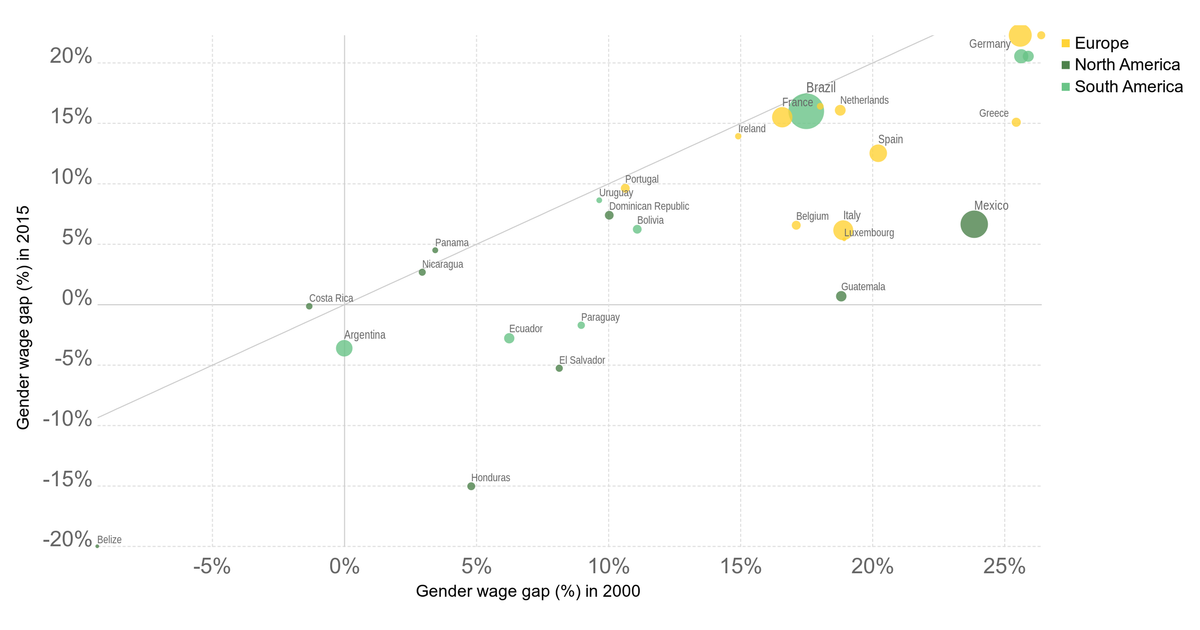 Europe
North America
South America
Germany
Brazil
France
Netherlands
Greece
Ireland
Spain
Portugal
Uruguay
Dominican Republic
Bolivia
Mexico
Belgium
Italy
Luxembourg
Panama
Nicaragua
Guatemala
Costa Rica
Paraguay
Ecuador
Argentina
El Salvador
Honduras
Belize
20%
15%
10%
5%
0%
-5%
-10%
-15%
-20%
Gender wage gap (%) in 2015
-5%
0%
5%
10%
15%
20%
25%
Gender wage gap (%) in 2000